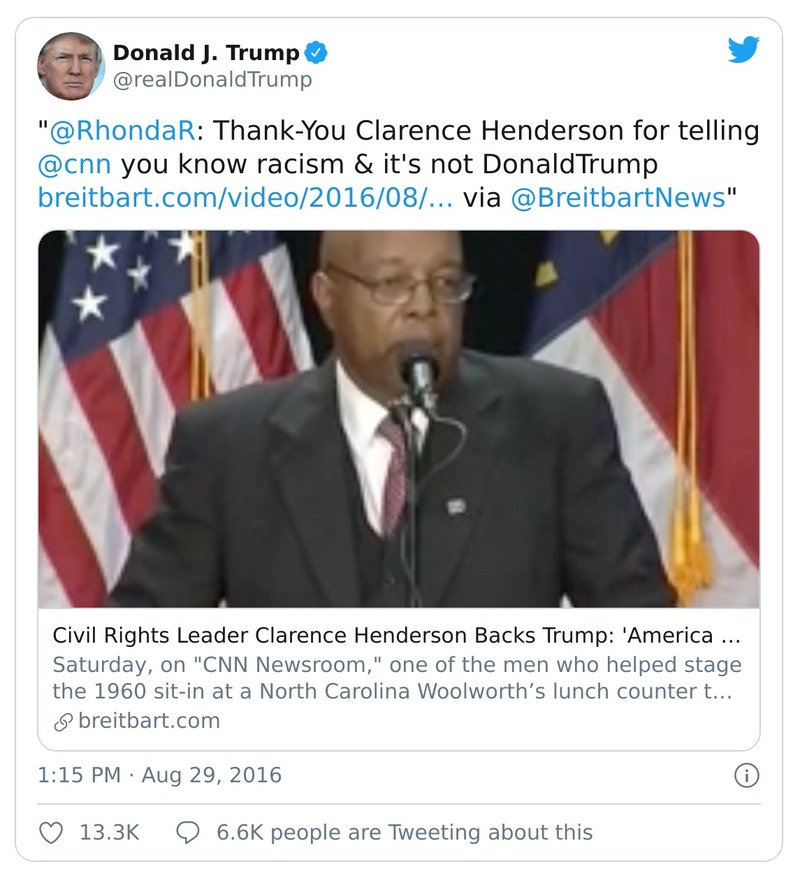 Donald J. Trump
@realDonaldTrump
"@RhondaR: Thank-You Clarence Henderson for telling
@cnn you know racism & it's not DonaldTrump
breitbart.com/video/2016/08/… via @BreitbartNews"
Civil Rights Leader Clarence Henderson Backs Trump: 'America …
Saturday, on "CNN Newsroom," one of the men who helped stage
the 1960 sit-in at a North Carolina Woolworth’s lunch counter t…
breitbart.com
1:15 PM · Aug 29, 2016
13.3K 6.6K people are Tweeting about this